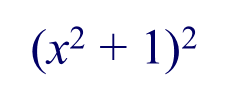 (x² + 1)²